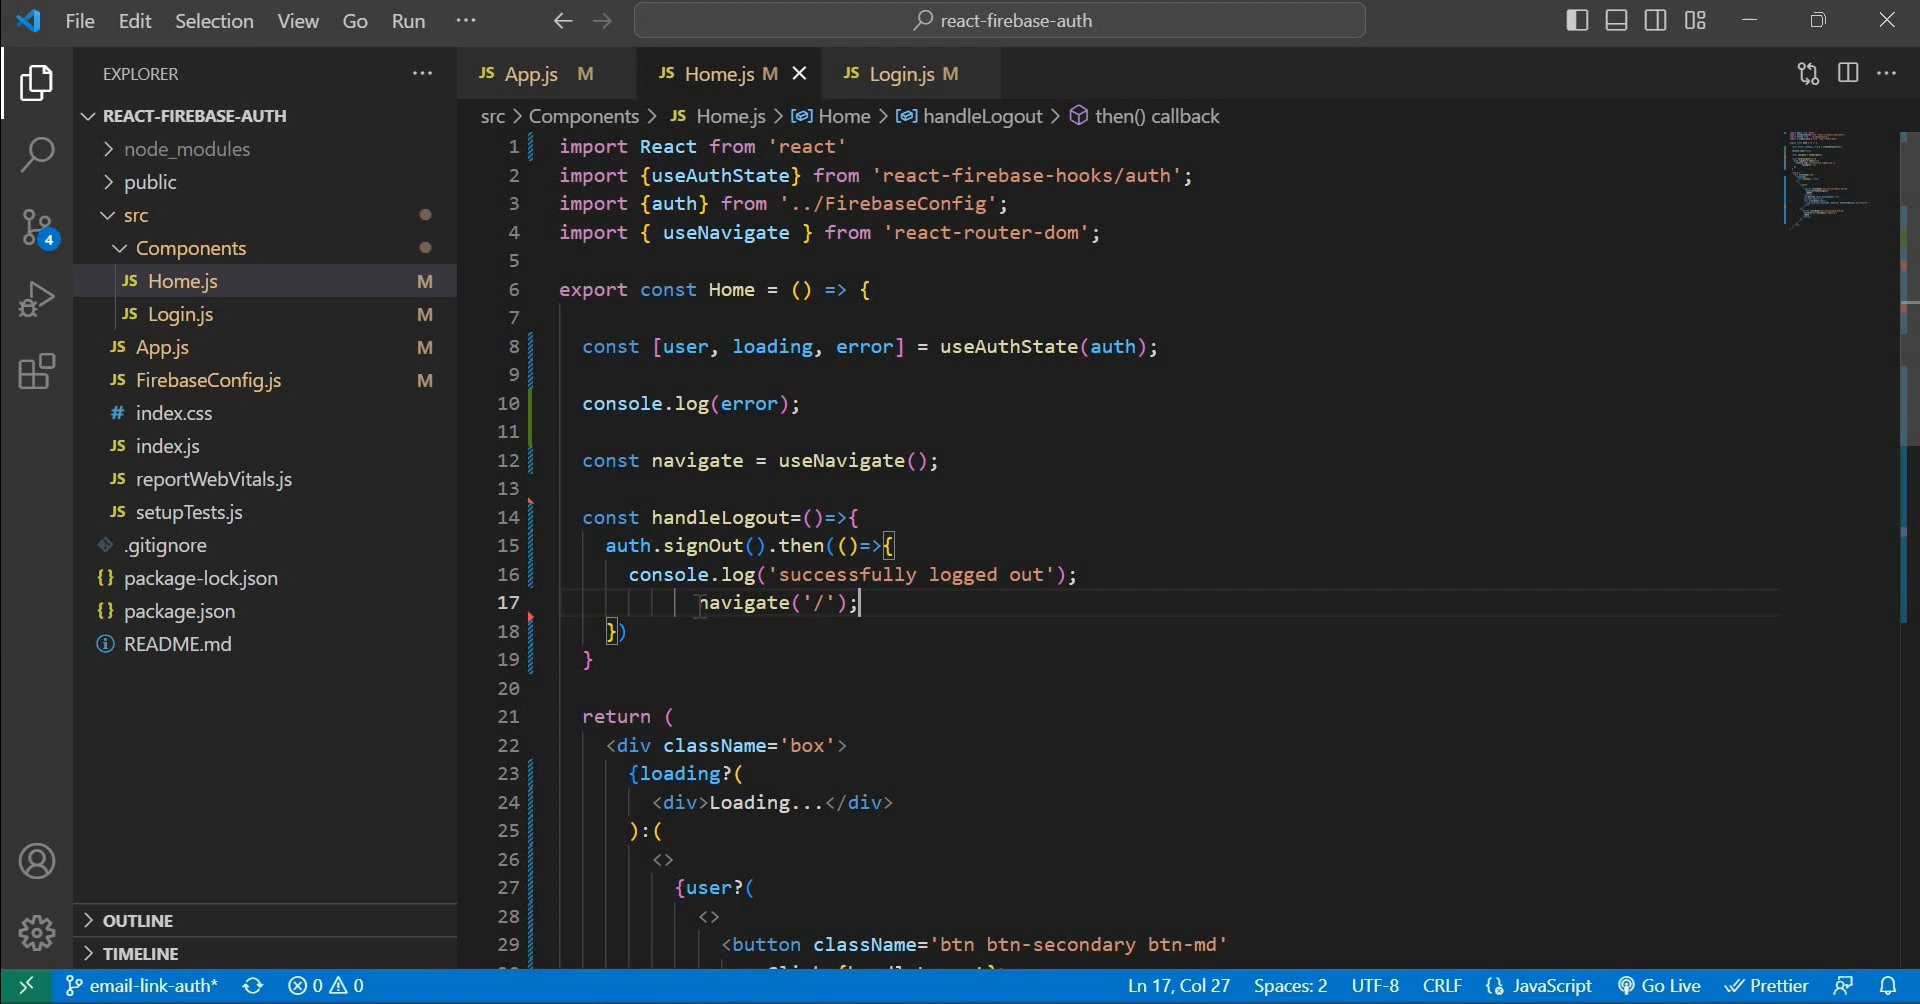 File Edit Selection View Go Run ··· react-firebase-auth
EXPLORER ···
REACT-FIREBASE-AUTH
node_modules
public
src
Components
JS Home.js M
JS Login.js M
JS App.js M
JS FirebaseConfig.js M
# index.css
JS index.js
JS reportWebVitals.js
JS setupTests.js
.gitignore
{} package-lock.json
{} package.json
README.md
OUTLINE
TIMELINE
4
JS App.js M JS Home.js M JS Login.js M
src > Components > JS Home.js > Home > handleLogout > then() callback
1 import React from 'react'
2 import {useAuthState} from 'react-firebase-hooks/auth';
3 import {auth} from '../FirebaseConfig';
4 import { useNavigate } from 'react-router-dom';
5
6 export const Home = () => {
7
8 const [user, loading, error] = useAuthState(auth);
9
10 console.log(error);
11
12 const navigate = useNavigate();
13
14 const handleLogout=()=>{
15 auth.signOut().then(()=>{
16 console.log('successfully logged out');
17 navigate('/');
18 })
19 }
20
21 return (
22 <div className='box'>
23 {loading?(
24 <div>Loading...</div>
25 ):(
26 <>
27 {user?(
28 <>
29 <button className='btn btn-secondary btn-md'
email-link-auth* 0 0 Ln 17, Col 27 Spaces: 2 UTF-8 CRLF {} JavaScript Go Live Prettier